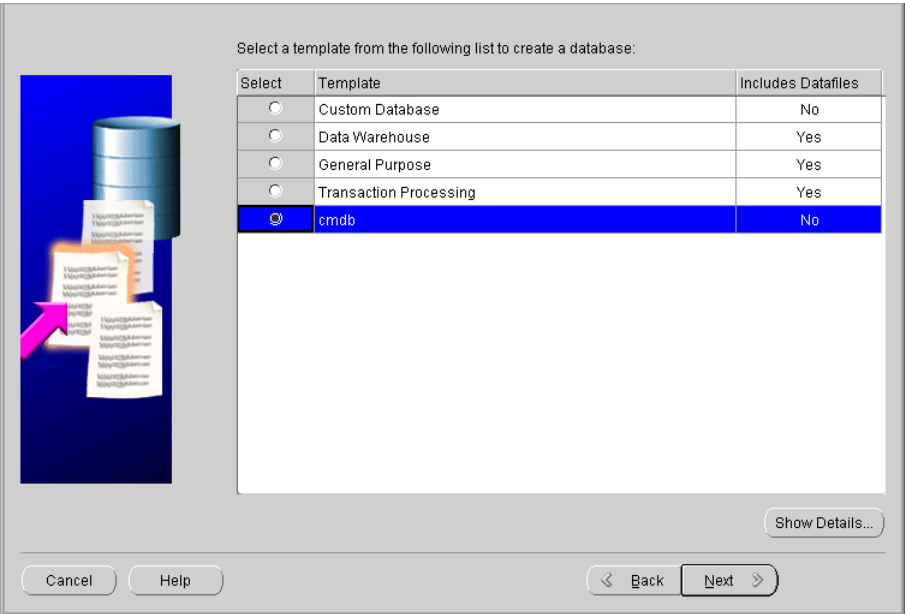 Select a template from the following list to create a database:
Select Template Includes Datafiles
Custom Database No
Data Warehouse Yes
General Purpose Yes
Transaction Processing Yes
cmdb No
Show Details...
Cancel Help Back Next